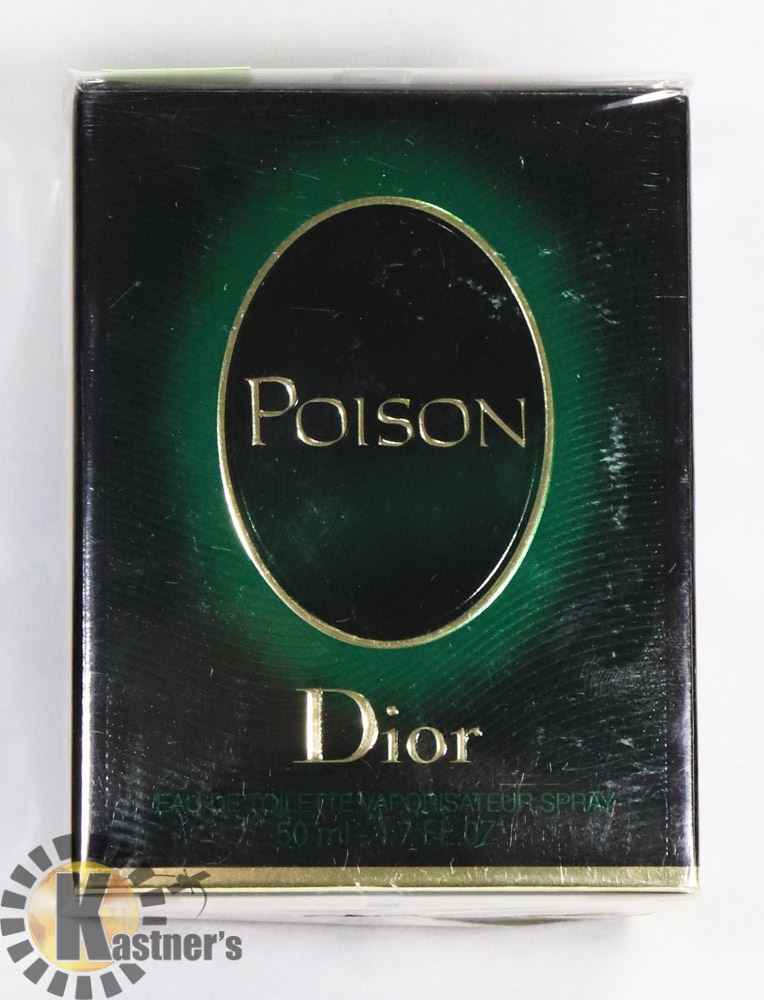 POISON
Dior
EAU DE TOILETTE VAPORISATEUR SPRAY
50 ml - 1.7 FL.OZ
Kastner's